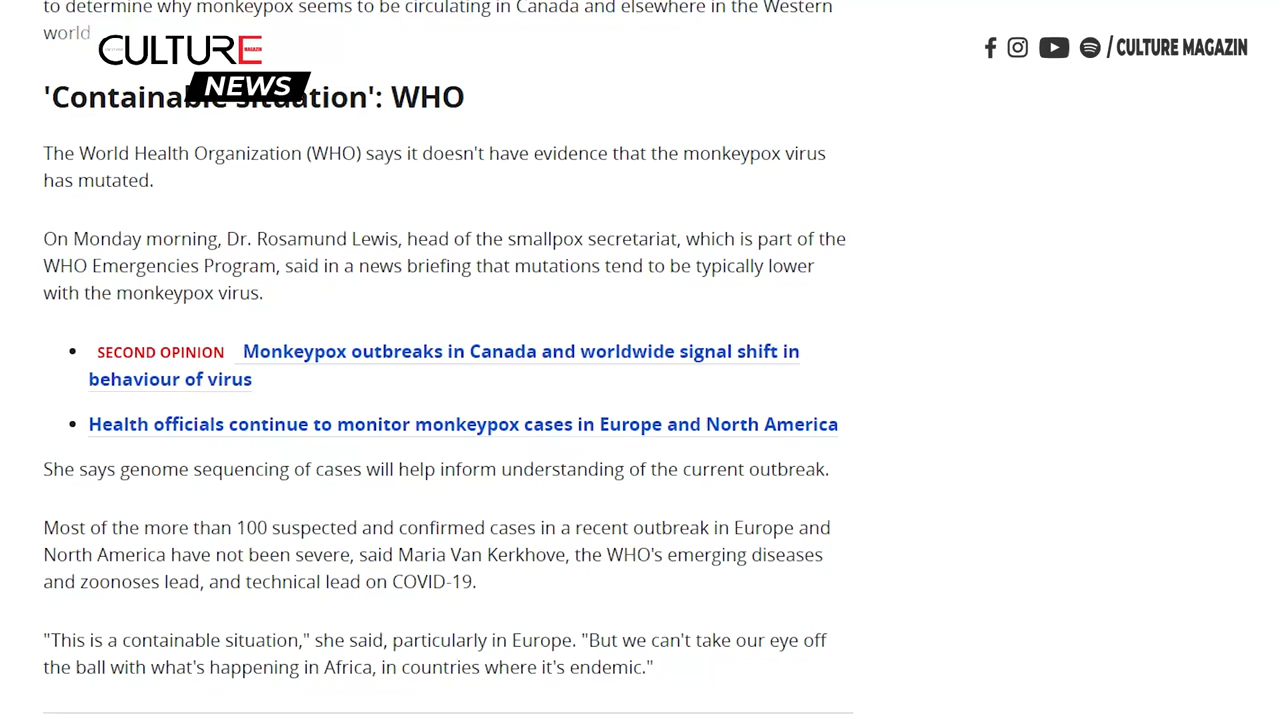 to determine why monkeypox seems to be circulating in Canada and elsewhere in the Western
world
CULTURE
MAGAZIN
NEWS
/ CULTURE MAGAZIN
'Containable situation': WHO
The World Health Organization (WHO) says it doesn't have evidence that the monkeypox virus
has mutated.
On Monday morning, Dr. Rosamund Lewis, head of the smallpox secretariat, which is part of the
WHO Emergencies Program, said in a news briefing that mutations tend to be typically lower
with the monkeypox virus.
SECOND OPINION Monkeypox outbreaks in Canada and worldwide signal shift in
behaviour of virus
Health officials continue to monitor monkeypox cases in Europe and North America
She says genome sequencing of cases will help inform understanding of the current outbreak.
Most of the more than 100 suspected and confirmed cases in a recent outbreak in Europe and
North America have not been severe, said Maria Van Kerkhove, the WHO's emerging diseases
and zoonoses lead, and technical lead on COVID-19.
"This is a containable situation," she said, particularly in Europe. "But we can't take our eye off
the ball with what's happening in Africa, in countries where it's endemic."